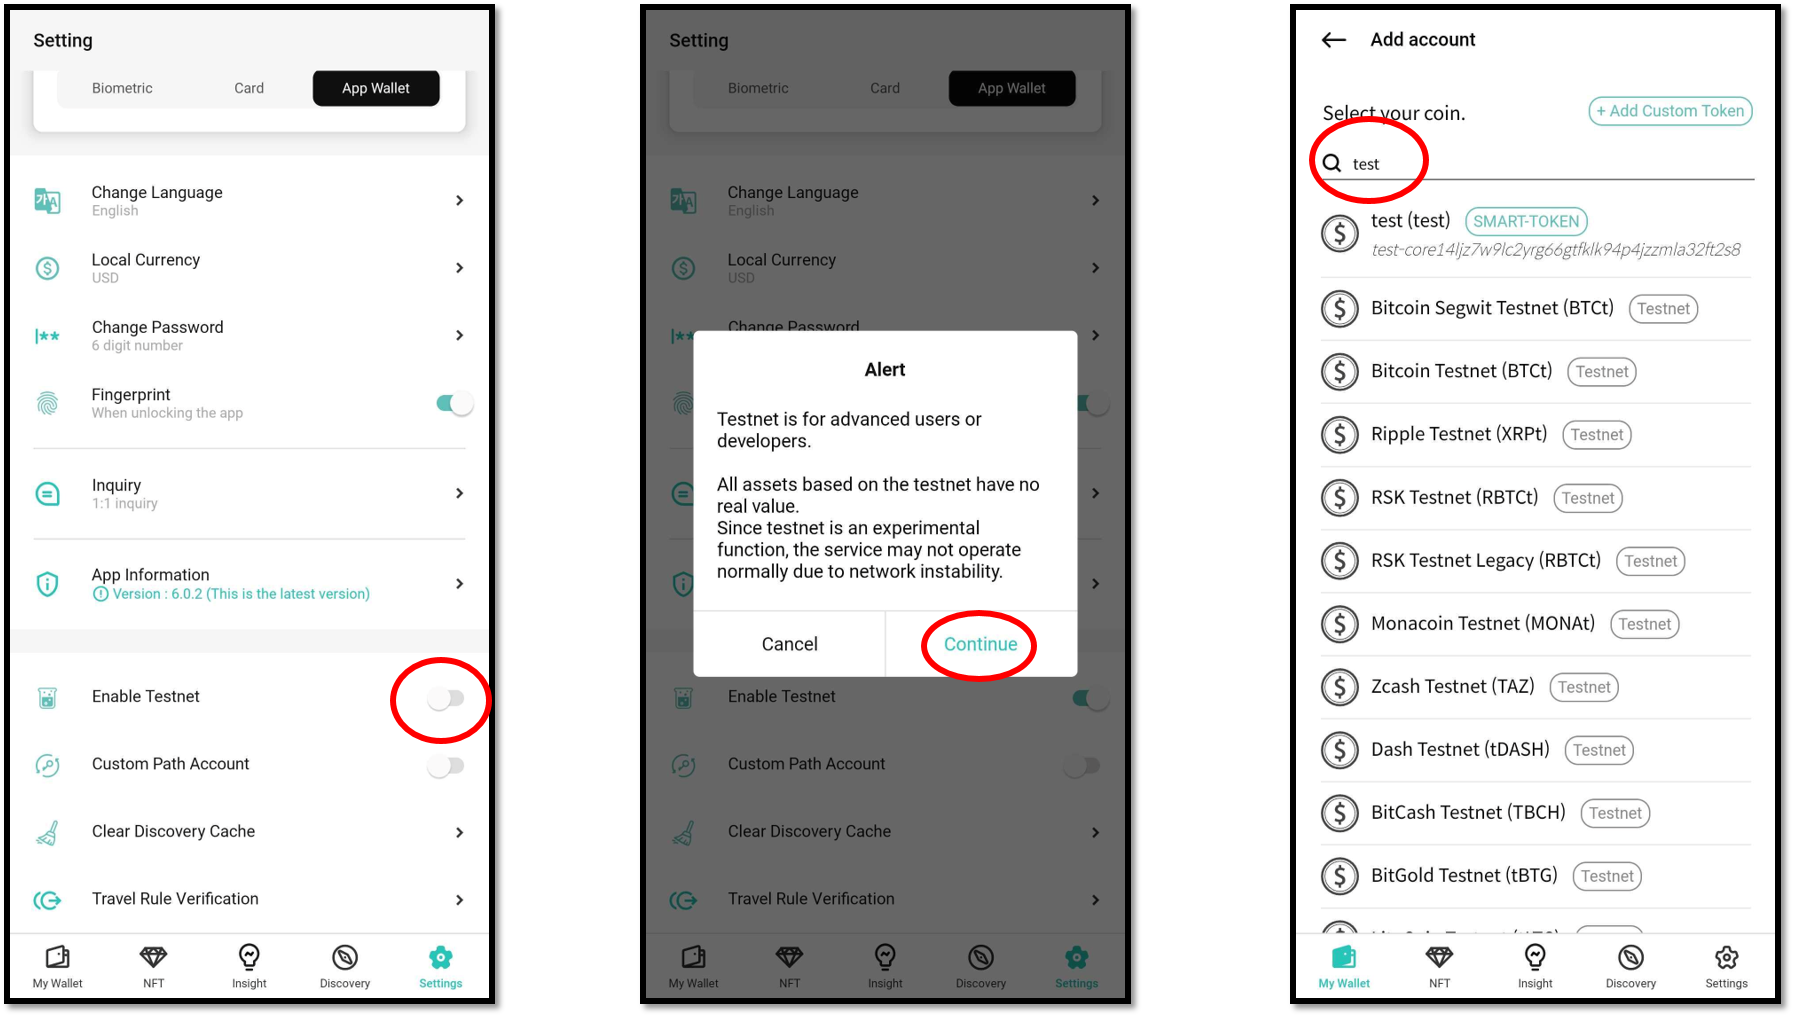 Setting
Biometric
Card
App Wallet
Change Language
English
Local Currency
USD
Change Password
6 digit number
Fingerprint
When unlocking the app
Inquiry
1:1 inquiry
App Information
Version : 6.0.2 (This is the latest version)
Enable Testnet
Custom Path Account
Clear Discovery Cache
Travel Rule Verification
My Wallet
NFT
Insight
Discovery
Settings
Setting
Biometric
Card
App Wallet
Change Language
English
Local Currency
USD
Change Password
Alert
Testnet is for advanced users or
developers.
All assets based on the testnet have no
real value.
Since testnet is an experimental
function, the service may not operate
normally due to network instability.
Cancel
Continue
Enable Testnet
Custom Path Account
Clear Discovery Cache
Travel Rule Verification
My Wallet
NFT
Insight
Discovery
Settings
Add account
Select your coin.
+ Add Custom Token
test
test (test) SMART-TOKEN
test-core14ljz7w9lc2yrg66gtfklk94p4jzzmla32ft2s8
Bitcoin Segwit Testnet (BTCt) Testnet
Bitcoin Testnet (BTCt) Testnet
Ripple Testnet (XRPt) Testnet
RSK Testnet (RBTCt) Testnet
RSK Testnet Legacy (RBTCt) Testnet
Monacoin Testnet (MONAt) Testnet
Zcash Testnet (TAZ) Testnet
Dash Testnet (tDASH) Testnet
BitCash Testnet (TBCH) Testnet
BitGold Testnet (tBTG) Testnet
My Wallet
NFT
Insight
Discovery
Settings